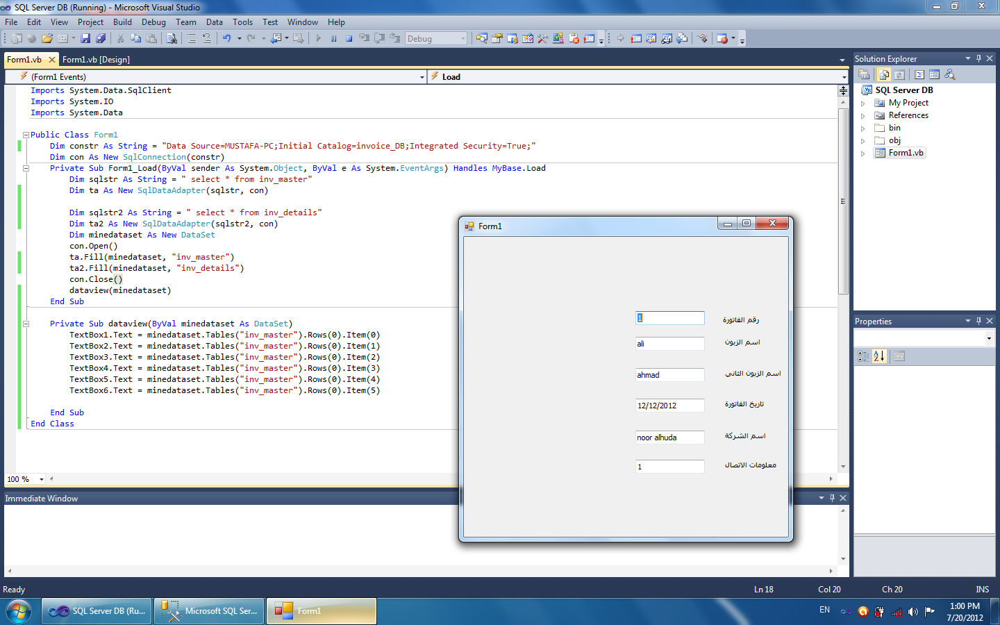 SQL Server DB (Running) - Microsoft Visual Studio
File Edit View Project Build Debug Team Data Tools Test Window Help
Debug
Form1.vb Form1.vb [Design]
(Form1 Events) Load
Imports System.Data.SqlClient
Imports System.IO
Imports System.Data
Public Class Form1
Dim constr As String = "Data Source=MUSTAFA-PC;Initial Catalog=invoice_DB;Integrated Security=True;"
Dim con As New SqlConnection(constr)
Private Sub Form1_Load(ByVal sender As System.Object, ByVal e As System.EventArgs) Handles MyBase.Load
Dim sqlstr As String = " select * from inv_master"
Dim ta As New SqlDataAdapter(sqlstr, con)
Dim sqlstr2 As String = " select * from inv_details"
Dim ta2 As New SqlDataAdapter(sqlstr2, con)
Dim minedataset As New DataSet
con.Open()
ta.Fill(minedataset, "inv_master")
ta2.Fill(minedataset, "inv_details")
con.Close()
dataview(minedataset)
End Sub
Private Sub dataview(ByVal minedataset As DataSet)
TextBox1.Text = minedataset.Tables("inv_master").Rows(0).Item(0)
TextBox2.Text = minedataset.Tables("inv_master").Rows(0).Item(1)
TextBox3.Text = minedataset.Tables("inv_master").Rows(0).Item(2)
TextBox4.Text = minedataset.Tables("inv_master").Rows(0).Item(3)
TextBox5.Text = minedataset.Tables("inv_master").Rows(0).Item(4)
TextBox6.Text = minedataset.Tables("inv_master").Rows(0).Item(5)
End Sub
End Class
100 %
Immediate Window
Form1
رقم الفاتورة 1
اسم الزبون ali
اسم الزبون الثاني ahmad
تاريخ الفاتورة 12/12/2012
اسم الشركة noor alhuda
معلومات الاتصال 1
Solution Explorer
SQL Server DB
My Project
References
bin
obj
Form1.vb
Properties
Ready Ln 18 Col 20 Ch 20 INS
SQL Server DB (Ru... Microsoft SQL Ser... Form1 EN 1:00 PM
7/20/2012